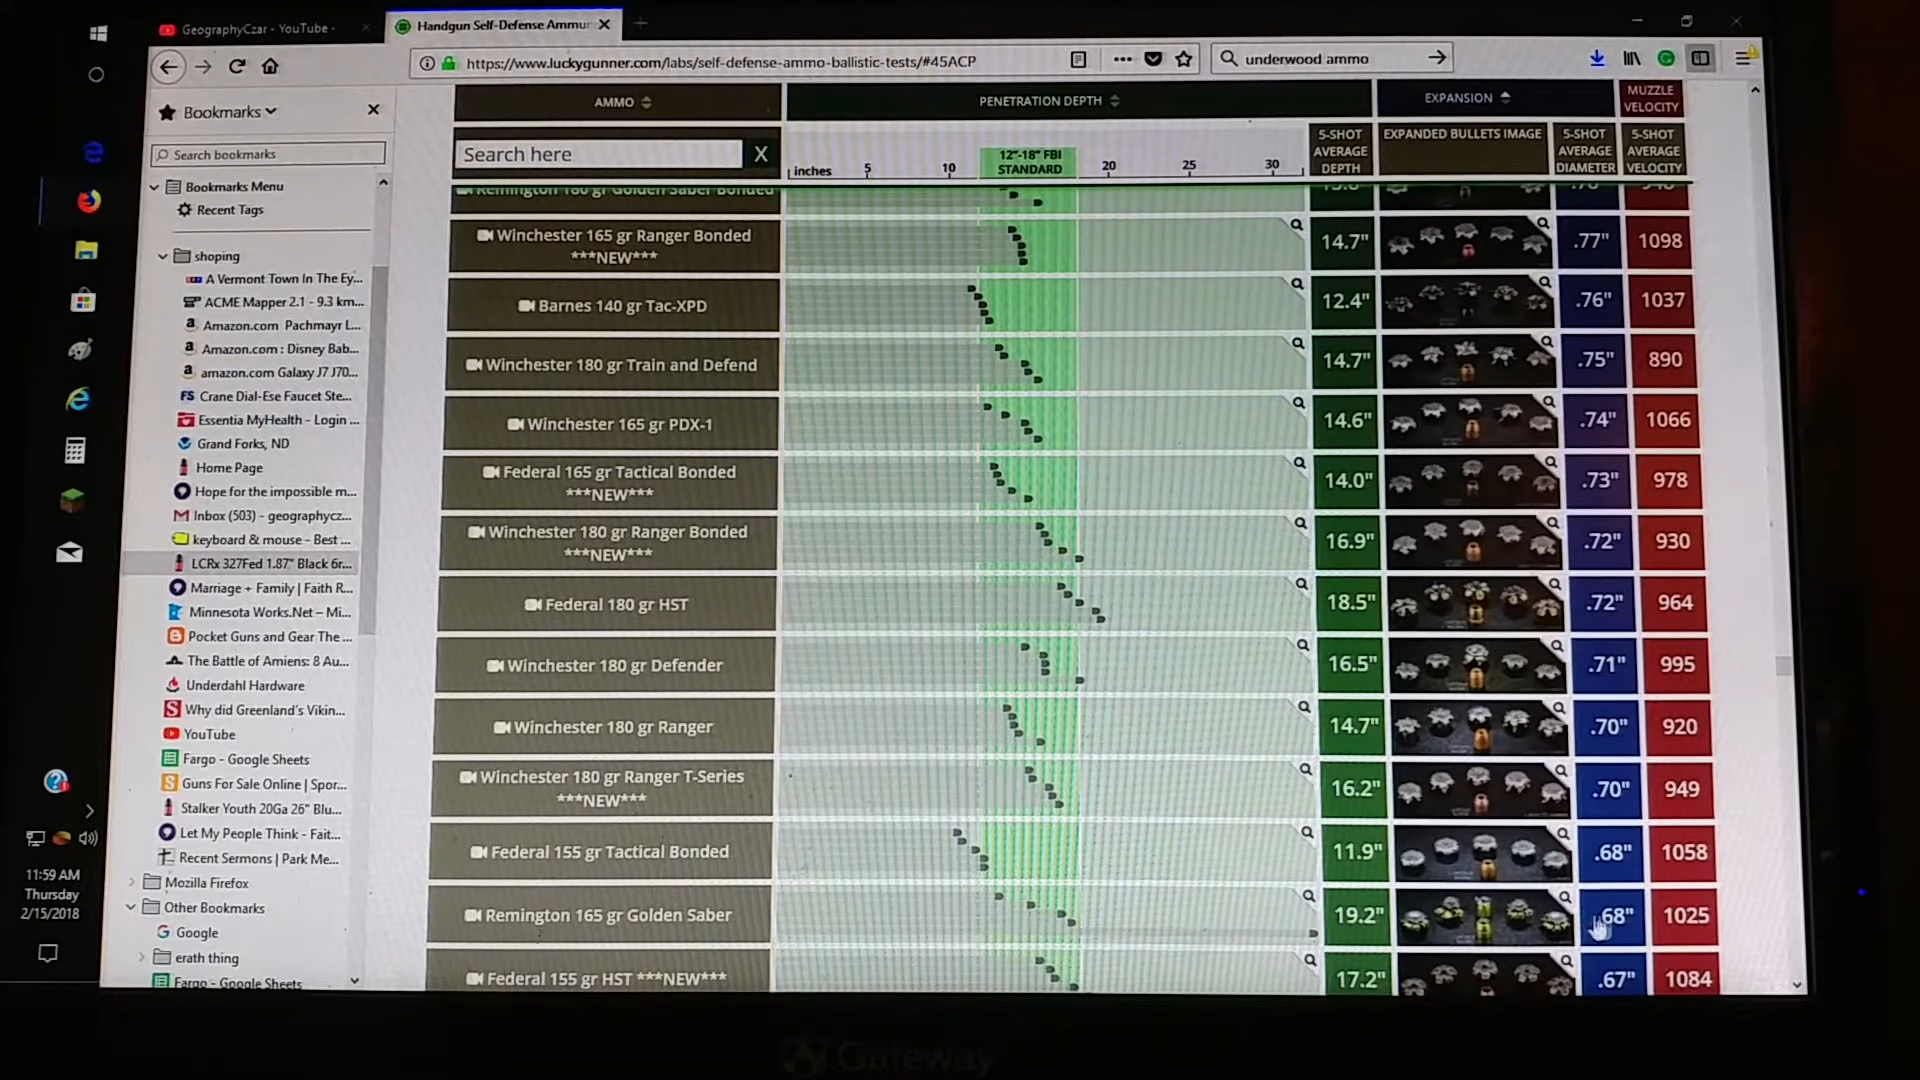 GeographyCzar - YouTube -
Handgun Self-Defense Ammu
https://www.luckygunner.com/labs/self-defense-ammo-ballistic-tests/#45ACP
underwood ammo
Bookmarks
Search bookmarks
Bookmarks Menu
Recent Tags
shoping
A Vermont Town In The Ey...
ACME Mapper 2.1 - 9.3 km...
Amazon.com Pachmayr L...
Amazon.com : Disney Bab...
amazon.com Galaxy J7 J70...
Crane Dial-Ese Faucet Ste...
Essentia MyHealth - Login ...
Grand Forks, ND
Home Page
Hope for the impossible m...
Inbox (503) - geographycz...
keyboard & mouse - Best ...
LCRx 327Fed 1.87" Black 6r...
Marriage + Family | Faith R...
Minnesota Works.Net – Mi...
Pocket Guns and Gear The ...
The Battle of Amiens: 8 Au...
Underdahl Hardware
Why did Greenland's Vikin...
YouTube
Fargo - Google Sheets
Guns For Sale Online | Spor...
Stalker Youth 20Ga 26" Blu...
Let My People Think - Fait...
Recent Sermons | Park Me...
Mozilla Firefox
Other Bookmarks
Google
erath thing
Fargo - Google Sheets
11:59 AM
Thursday
2/15/2018
AMMO
PENETRATION DEPTH
EXPANSION
MUZZLE
VELOCITY
Search here
X
inches
5
10
12"-18" FBI
STANDARD
20
25
30
5-SHOT
AVERAGE
DEPTH
EXPANDED BULLETS IMAGE
5-SHOT
AVERAGE
DIAMETER
5-SHOT
AVERAGE
VELOCITY
Remington 180 gr Golden Saber Bonded
Winchester 165 gr Ranger Bonded
***NEW***
14.7"
.77"
1098
Barnes 140 gr Tac-XPD
12.4"
.76"
1037
Winchester 180 gr Train and Defend
14.7"
.75"
890
Winchester 165 gr PDX-1
14.6"
.74"
1066
Federal 165 gr Tactical Bonded
***NEW***
14.0"
.73"
978
Winchester 180 gr Ranger Bonded
***NEW***
16.9"
.72"
930
Federal 180 gr HST
18.5"
.72"
964
Winchester 180 gr Defender
16.5"
.71"
995
Winchester 180 gr Ranger
14.7"
.70"
920
Winchester 180 gr Ranger T-Series
***NEW***
16.2"
.70"
949
Federal 155 gr Tactical Bonded
11.9"
.68"
1058
Remington 165 gr Golden Saber
19.2"
.68"
1025
Federal 155 gr HST ***NEW***
17.2"
.67"
1084
Gateway